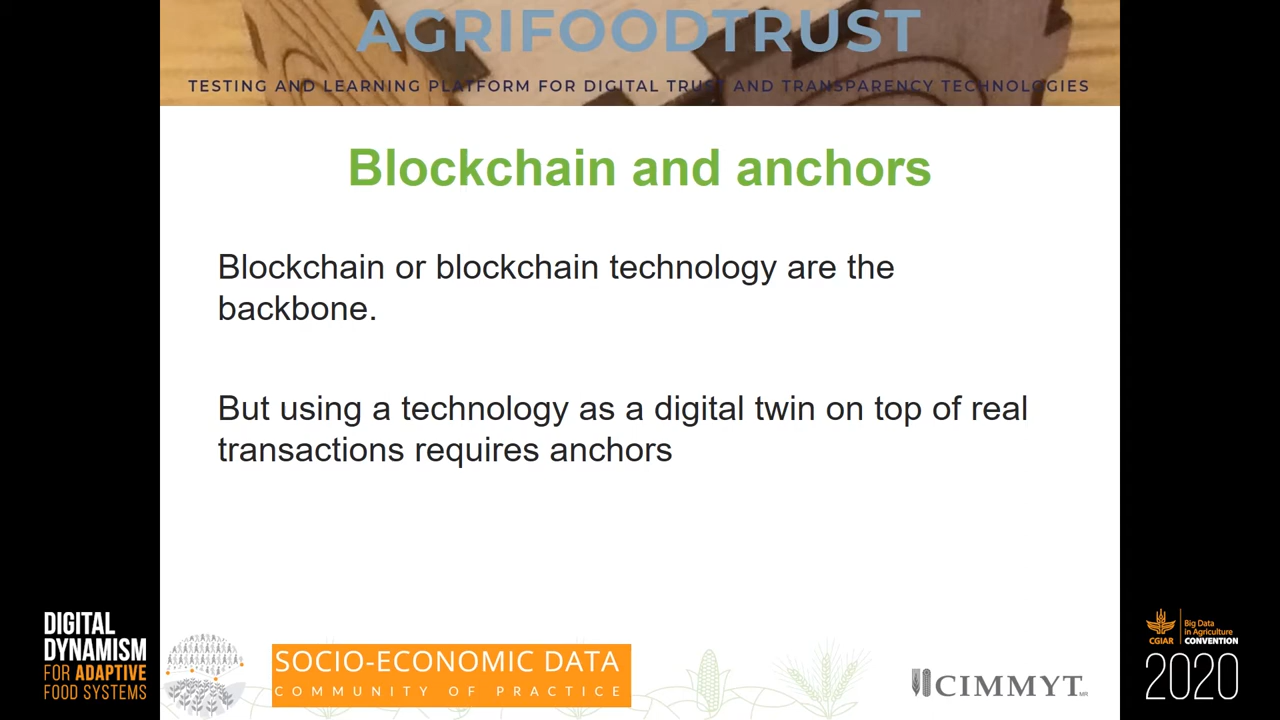 AGRIFOODTRUST
TESTING AND LEARNING PLATFORM FOR DIGITAL TRUST AND TRANSPARENCY TECHNOLOGIES
Blockchain and anchors
Blockchain or blockchain technology are the
backbone.
But using a technology as a digital twin on top of real
transactions requires anchors
DIGITAL
DYNAMISM
FOR ADAPTIVE
FOOD SYSTEMS
SOCIO-ECONOMIC DATA
COMMUNITY OF PRACTICE
CIMMYT MR
CGIAR
Big Data
in Agriculture
CONVENTION
2020